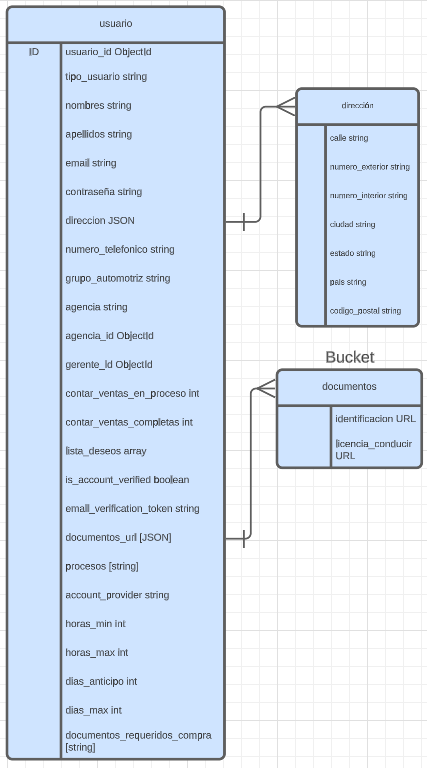 usuario
ID
usuario_id ObjectId
tipo_usuario string
nombres string
apellidos string
email string
contraseña string
direccion JSON
numero_telefonico string
grupo_automotriz string
agencia string
agencia_id ObjectId
gerente_id ObjectId
contar_ventas_en_proceso int
contar_ventas_completas int
lista_deseos array
is_account_verified boolean
email_verification_token string
documentos_url [JSON]
procesos [string]
account_provider string
horas_min int
horas_max int
dias_anticipo int
dias_max int
documentos_requeridos_compra
[string]
dirección
calle string
numero_exterior string
numero_interior string
ciudad string
estado string
pais string
codigo_postal string
Bucket
documentos
identificacion URL
licencia_conducir
URL